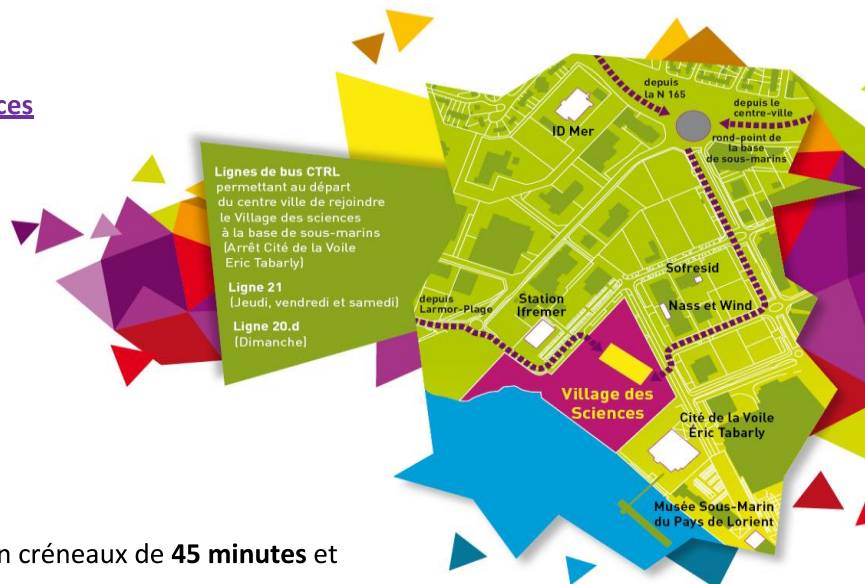 ces
Lignes de bus CTRL
permettant au départ
du centre ville de rejoindre
le Village des sciences
à la base de sous-marins
(Arrêt Cité de la Voile
Eric Tabarly)
Ligne 21
(Jeudi, vendredi et samedi)
Ligne 20.d
(Dimanche)
depuis
la N 165
depuis le
centre-ville
ID Mer
rond-point de
la base
de sous-marins
Sofresid
depuis
Larmor-Plage
Station
Ifremer
Nass et Wind
Village des
Sciences
Cité de la Voile
Éric Tabarly
Musée Sous-Marin
du Pays de Lorient
n créneaux de 45 minutes et